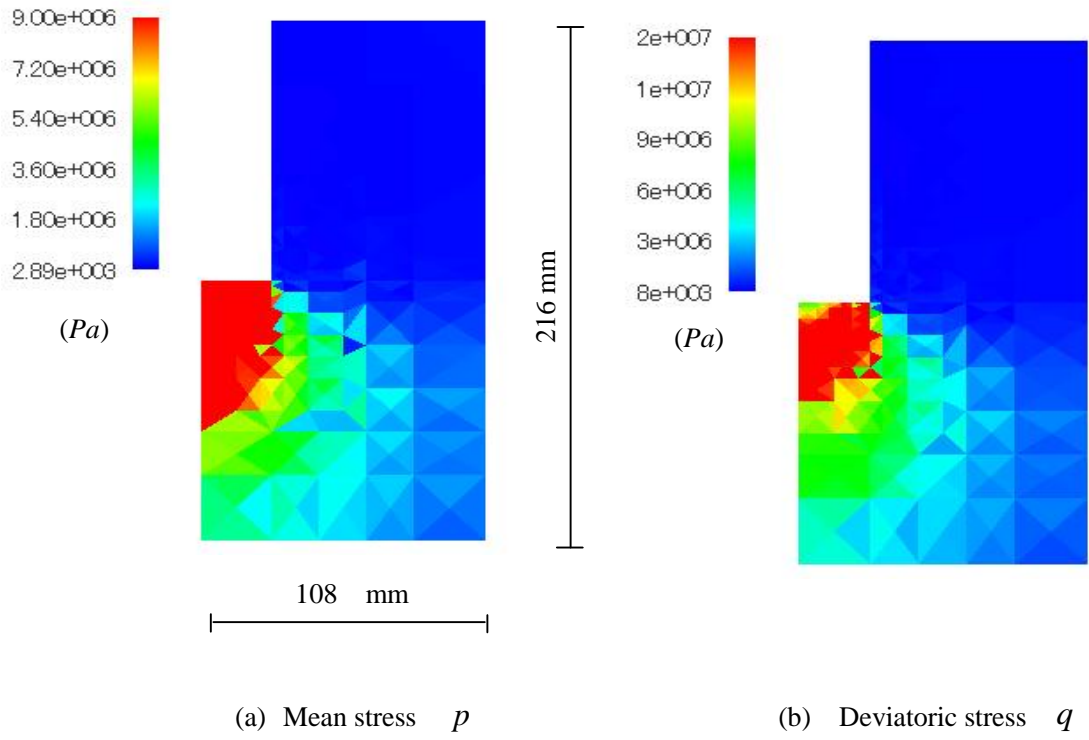 9.00e+006
7.20e+006
5.40e+006
3.60e+006
1.80e+006
2.89e+003
(Pa)
216 mm
2e+007
1e+007
9e+006
6e+006
3e+006
8e+003
(Pa)
108 mm
(a) Mean stress p
(b) Deviatoric stress q